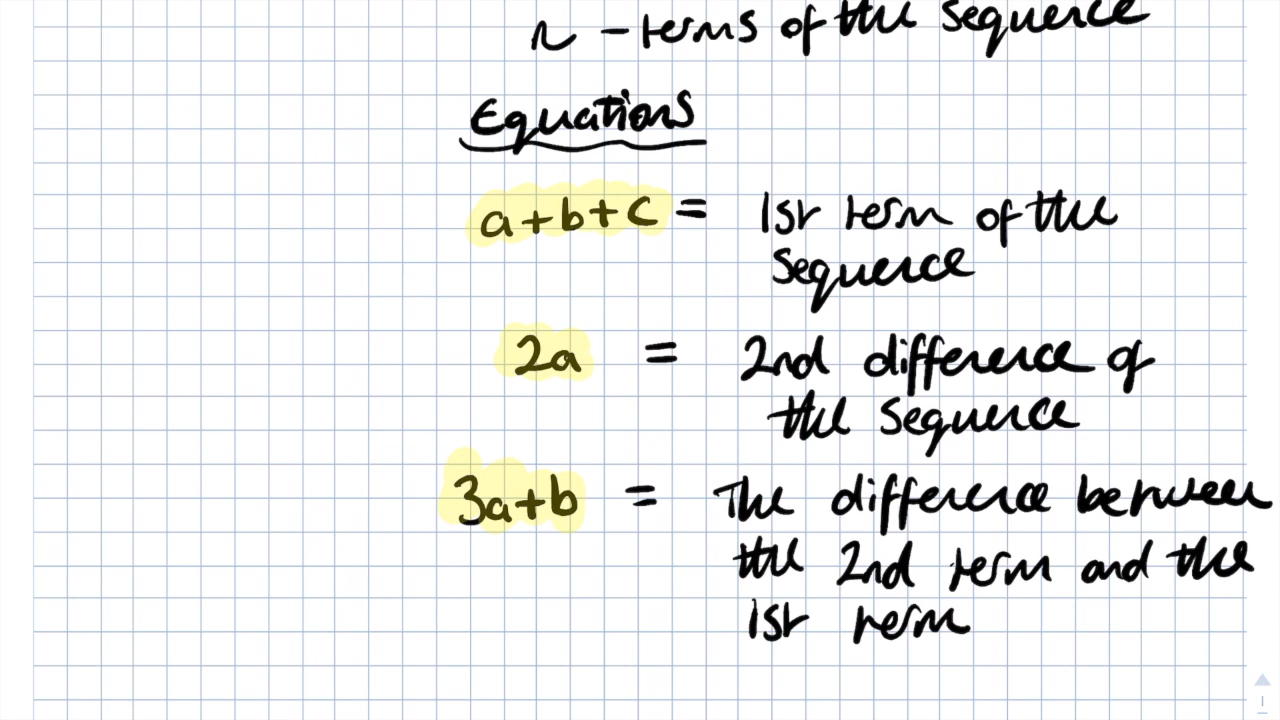 n - terms of the sequence
Equations
a+b+c = 1st term of the
sequence
2a = 2nd difference of
the sequence
3a+b = The difference between
the 2nd term and the
1st term